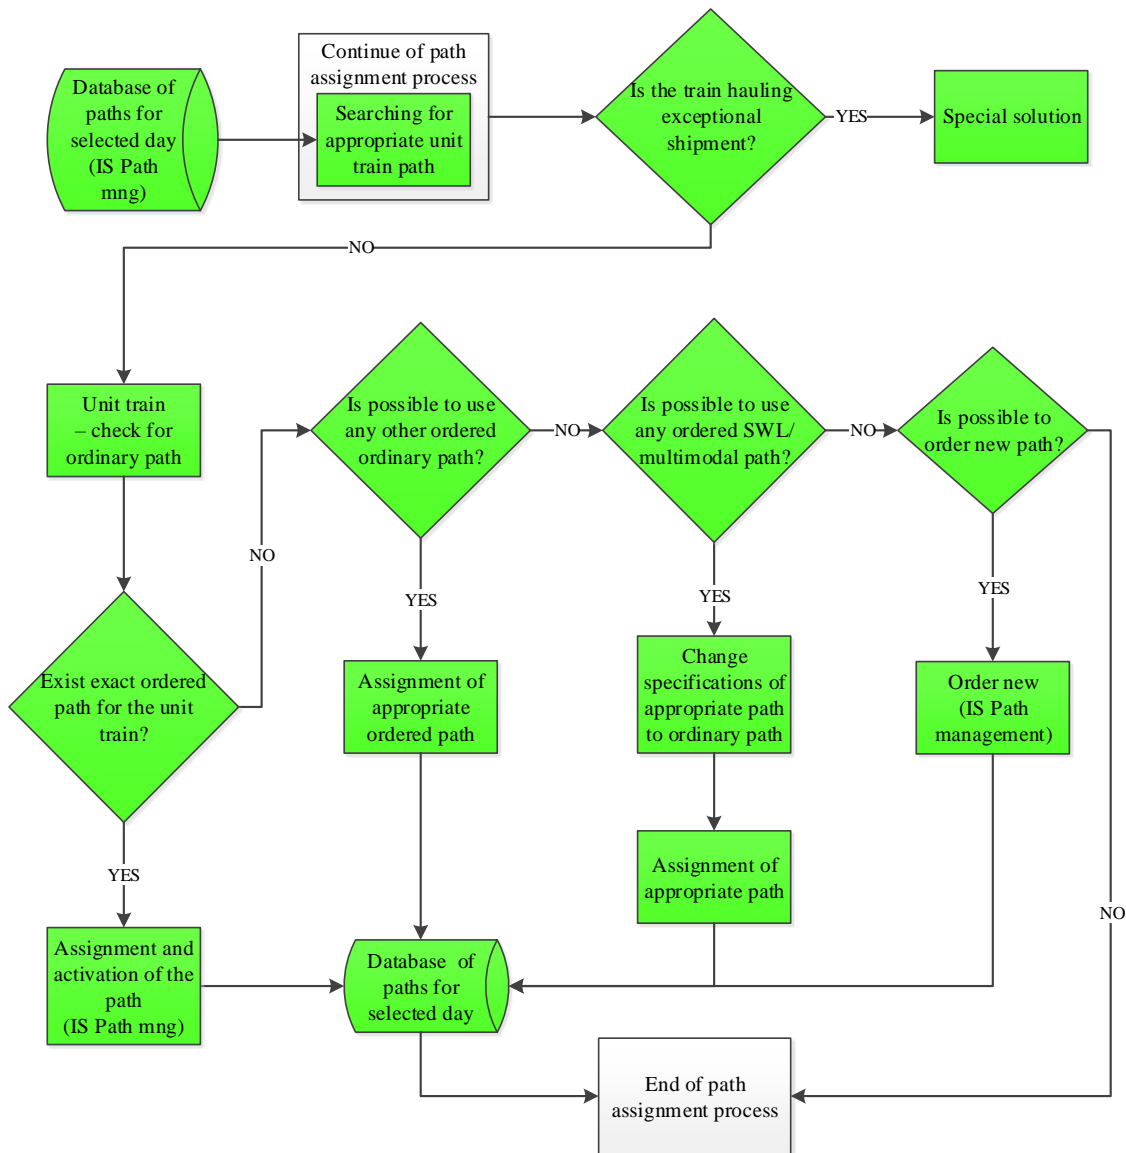 Continue of path
assignment process
Database of
paths for
selected day
(IS Path
mng)
Searching for
appropriate unit
train path
Is the train hauling
exceptional
shipment?
YES
Special solution
NO
Unit train
– check for
ordinary path
NO
Is possible to use
any other ordered
ordinary path?
NO
Is possible to use
any ordered SWL/
multimodal path?
NO
Is possible to
order new path?
YES
YES
YES
NO
Exist exact ordered
path for the unit
train?
Assignment of
appropriate
ordered path
Change
specifications of
appropriate path
to ordinary path
Order new
(IS Path
management)
YES
Assignment of
appropriate path
Assignment and
activation of the
path
(IS Path mng)
Database  of
paths for
selected day
End of path
assignment process